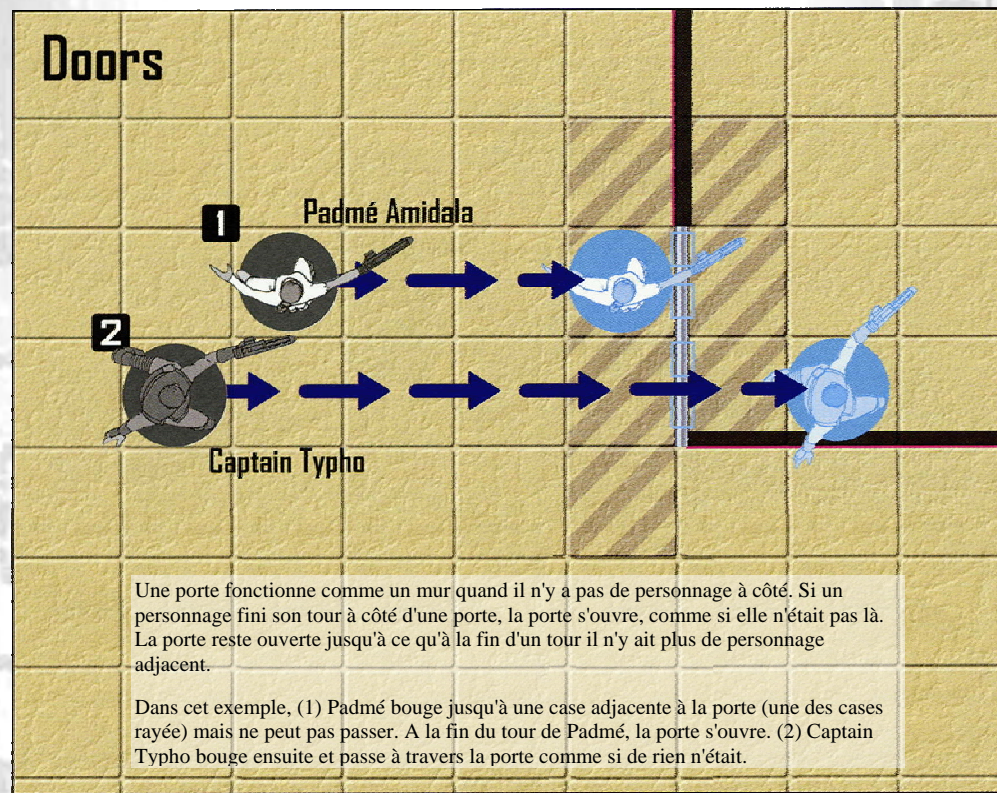 Doors
1
Padmé Amidala
2
Captain Typho
Une porte fonctionne comme un mur quand il n'y a pas de personnage à côté. Si un
personnage fini son tour à côté d'une porte, la porte s'ouvre, comme si elle n'était pas là.
La porte reste ouverte jusqu'à ce qu'à la fin d'un tour il n'y ait plus de personnage
adjacent.
Dans cet exemple, (1) Padmé bouge jusqu'à une case adjacente à la porte (une des cases
rayée) mais ne peut pas passer. A la fin du tour de Padmé, la porte s'ouvre. (2) Captain
Typho bouge ensuite et passe à travers la porte comme si de rien n'était.